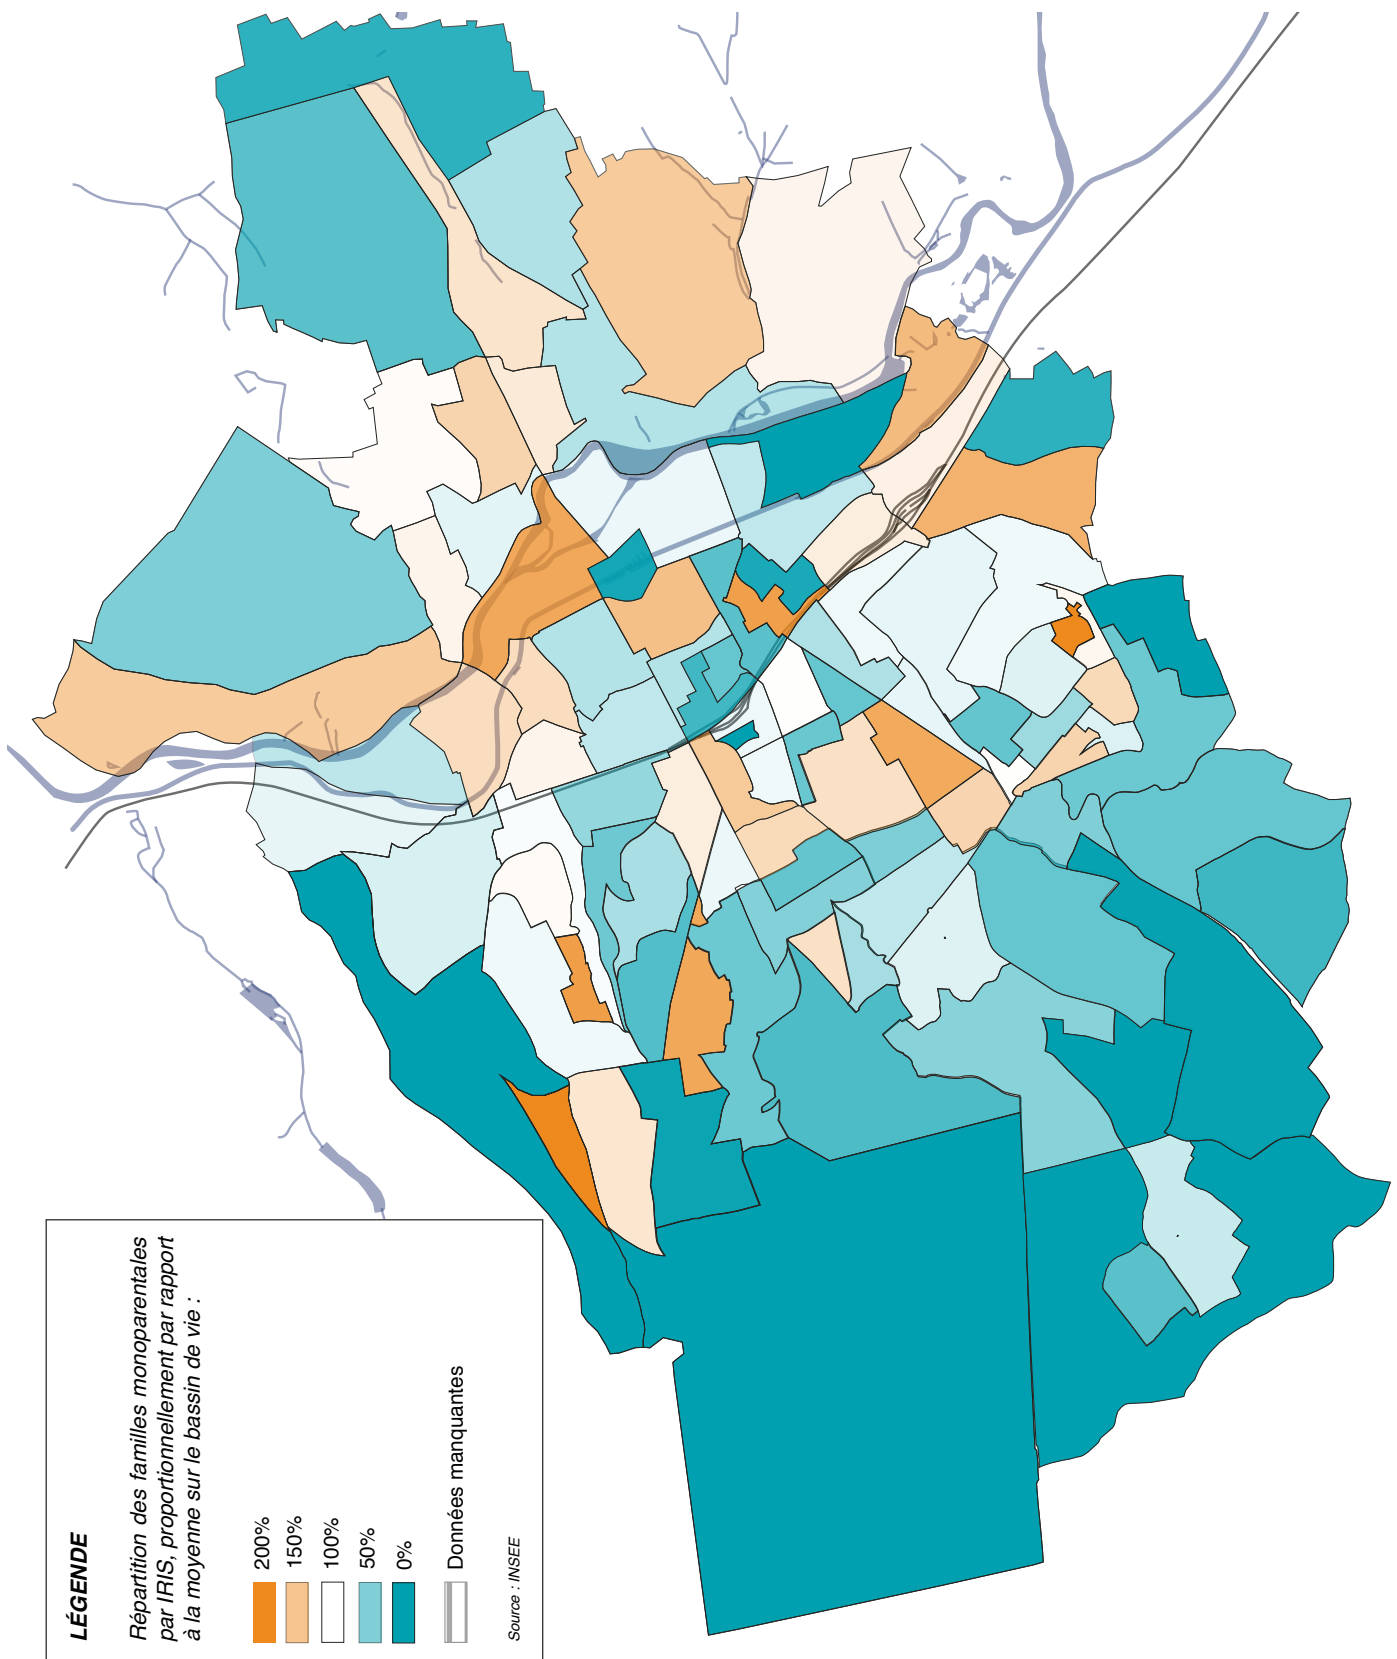 LÉGENDE
Répartition des familles monoparentales
par IRIS, proportionnellement par rapport
à la moyenne sur le bassin de vie :
200%
150%
100%
50%
0%
Données manquantes
Source : INSEE